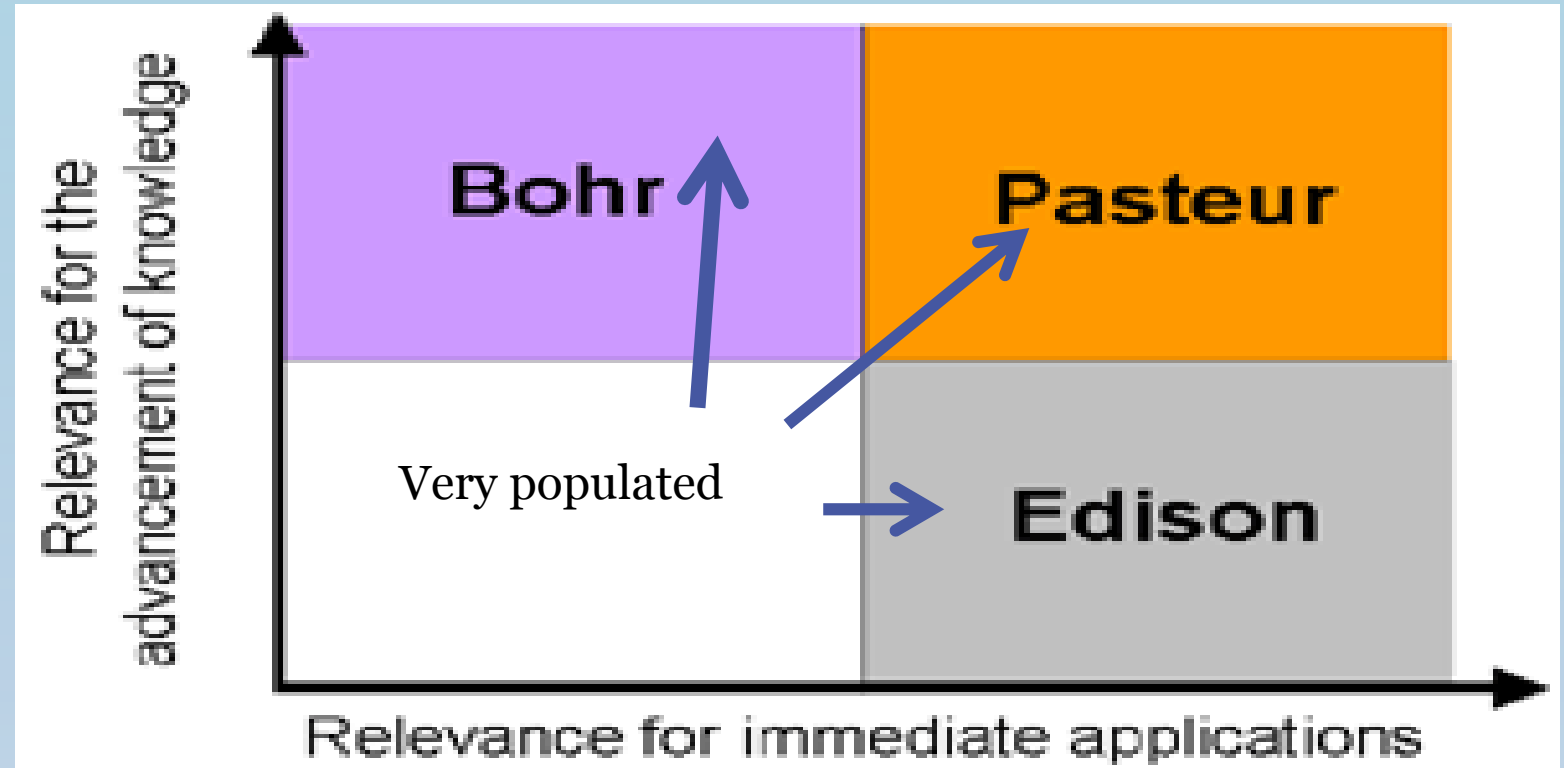 Relevance for the
advancement of knowledge
Bohr
Pasteur
Very populated
Edison
Relevance for immediate applications